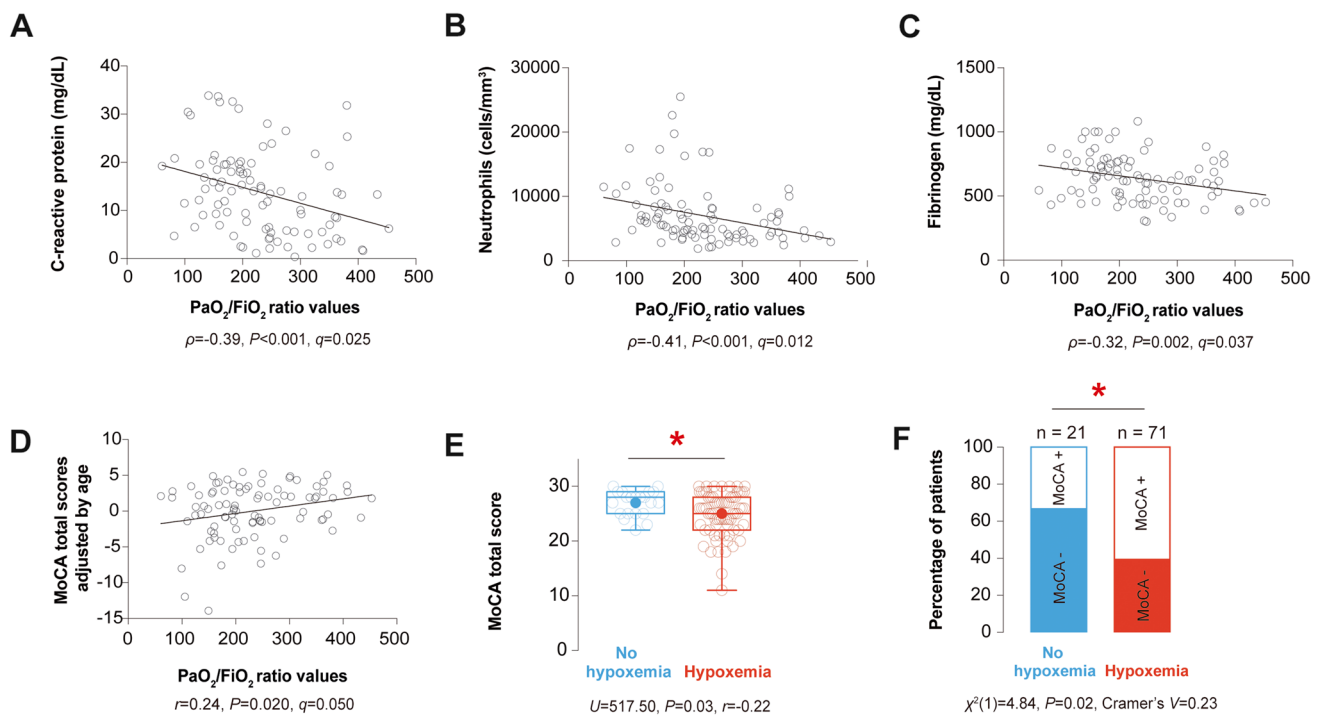 A
C-reactive protein (mg/dL)
40
30
20
10
0
0
100
200
300
400
500
PaO₂/FiO₂ ratio values
ρ=-0.39, P<0.001, q=0.025
B
Neutrophils (cells/mm³)
30000
20000
10000
0
0
100
200
300
400
500
PaO₂/FiO₂ ratio values
ρ=-0.41, P<0.001, q=0.012
C
Fibrinogen (mg/dL)
1500
1000
500
0
0
100
200
300
400
500
PaO₂/FiO₂ ratio values
ρ=-0.32, P=0.002, q=0.037
D
MoCA total scores
adjusted by age
10
5
0
-5
-10
-15
0
100
200
300
400
500
PaO₂/FiO₂ ratio values
r=0.24, P=0.020, q=0.050
E
*
MoCA total score
30
20
10
0
No
hypoxemia
Hypoxemia
U=517.50, P=0.03, r=-0.22
F
*
n = 21
n = 71
Percentage of patients
100
80
60
40
20
0
MoCA +
MoCA -
MoCA +
MoCA -
No
hypoxemia
Hypoxemia
χ²(1)=4.84, P=0.02, Cramer's V=0.23